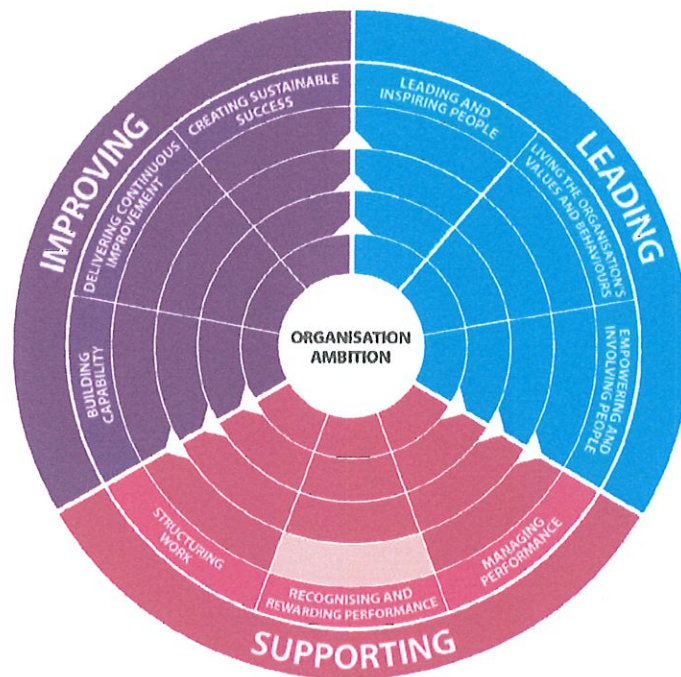 IMPROVING
CREATING SUSTAINABLE
SUCCESS
DELIVERING CONTINUOUS
IMPROVEMENT
BUILDING
CAPABILITY
LEADING
LEADING AND
INSPIRING PEOPLE
LIVING THE ORGANISATION'S
VALUES AND BEHAVIOURS
EMPOWERING AND
INVOLVING PEOPLE
ORGANISATION
AMBITION
STRUCTURING
WORK
RECOGNISING AND
REWARDING PERFORMANCE
MANAGING
PERFORMANCE
SUPPORTING